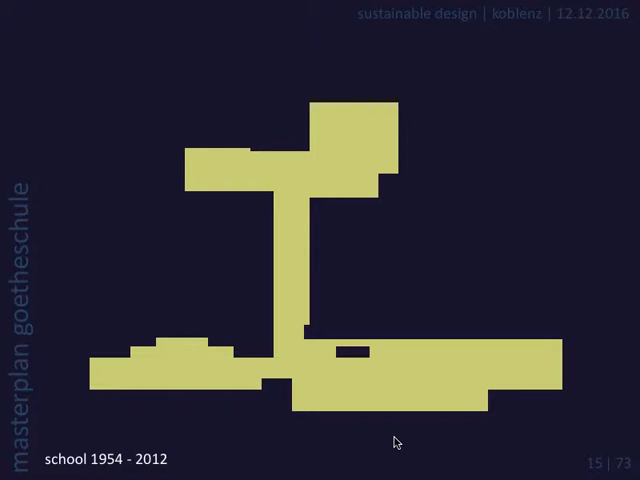 sustainable design | koblenz | 12.12.2016
masterplan goetheschule
school 1954 - 2012
15 | 73